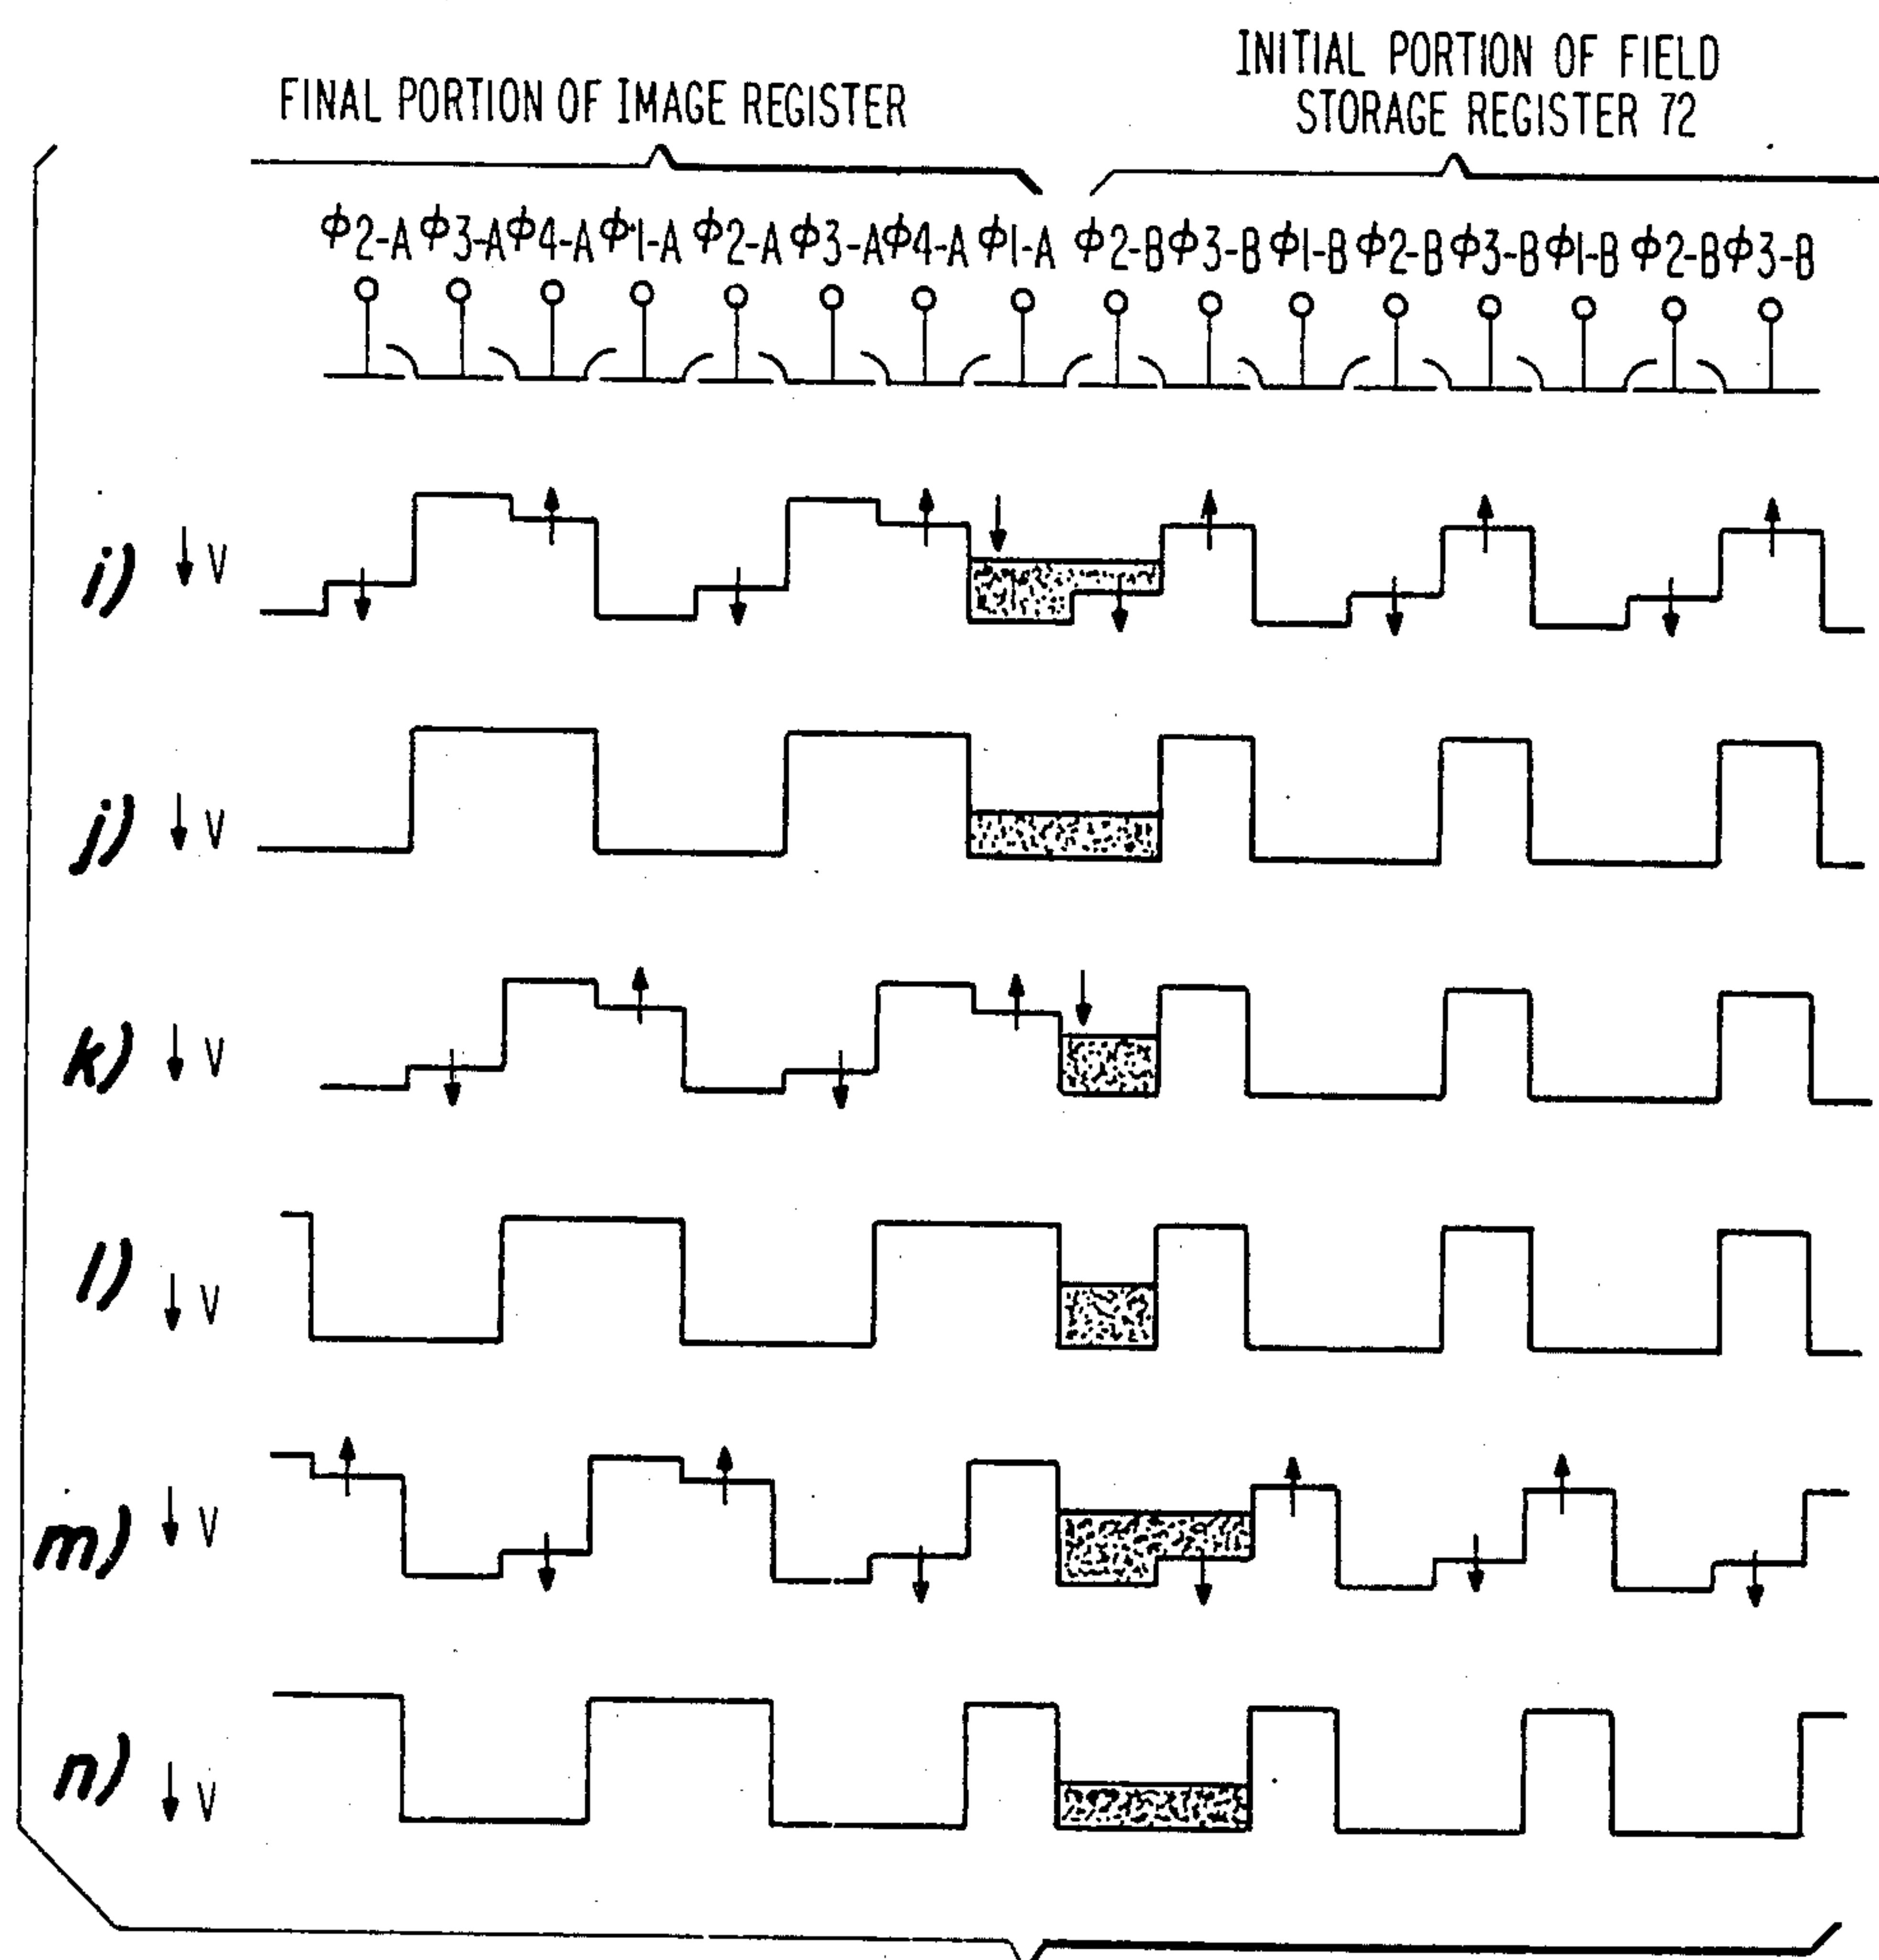 FINAL PORTION OF IMAGE REGISTER
INITIAL PORTION OF FIELD
STORAGE REGISTER 72
ϕ2-A ϕ3-A ϕ4-A ϕ1-A ϕ2-A ϕ3-A ϕ4-A ϕ1-A ϕ2-B ϕ3-B ϕ1-B ϕ2-B ϕ3-B ϕ1-B ϕ2-B ϕ3-B
i) V
j) V
k) V
l) V
m) V
n) V